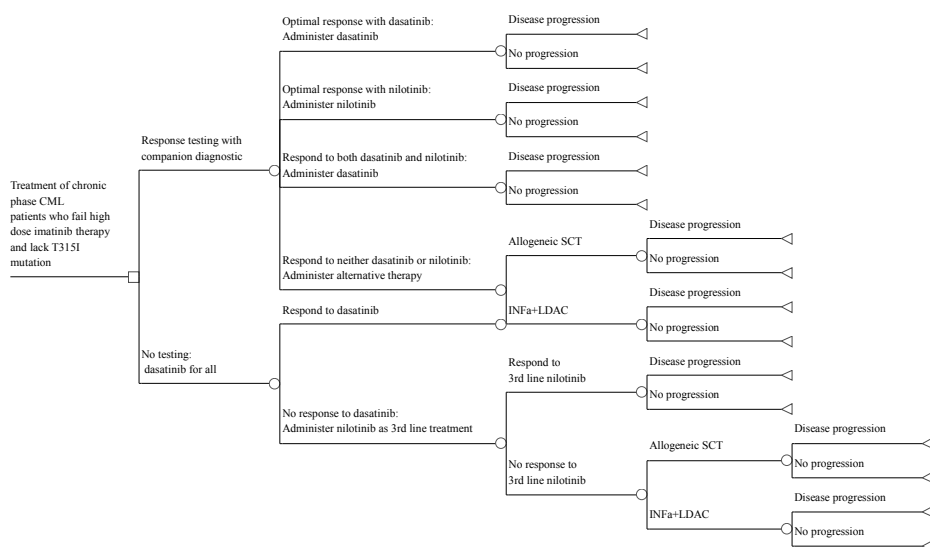 Treatment of chronic
phase CML
patients who fail high
dose imatinib therapy
and lack T315I
mutation
Response testing with
companion diagnostic
Optimal response with dasatinib:
Administer dasatinib
Disease progression
No progression
Optimal response with nilotinib:
Administer nilotinib
Disease progression
No progression
Respond to both dasatinib and nilotinib:
Administer dasatinib
Disease progression
No progression
Respond to neither dasatinib or nilotinib:
Administer alternative therapy
Allogeneic SCT
Disease progression
No progression
INFa+LDAC
Disease progression
No progression
No testing:
dasatinib for all
Respond to dasatinib
No response to dasatinib:
Administer nilotinib as 3rd line treatment
Respond to
3rd line nilotinib
Disease progression
No progression
No response to
3rd line nilotinib
Allogeneic SCT
Disease progression
No progression
INFa+LDAC
Disease progression
No progression